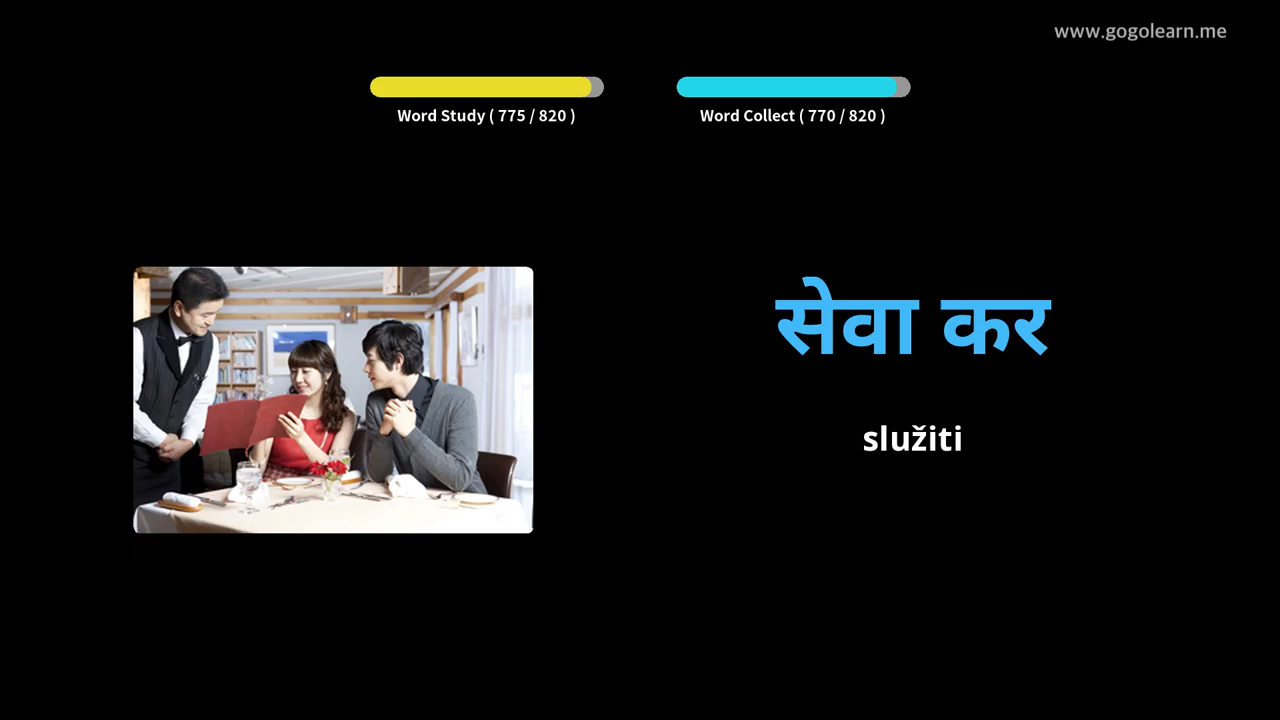 www.gogolearn.me
Word Study ( 775 / 820 )
Word Collect ( 770 / 820 )
सेवा कर
služiti